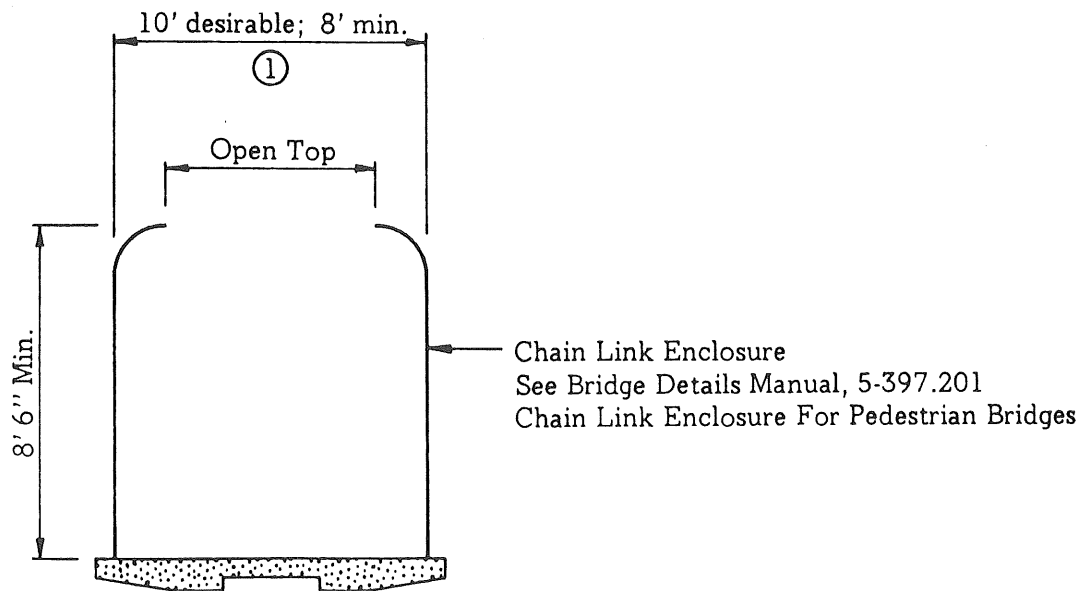 10' desirable; 8' min.
1
Open Top
8' 6" Min.
Chain Link Enclosure
See Bridge Details Manual, 5-397.201
Chain Link Enclosure For Pedestrian Bridges